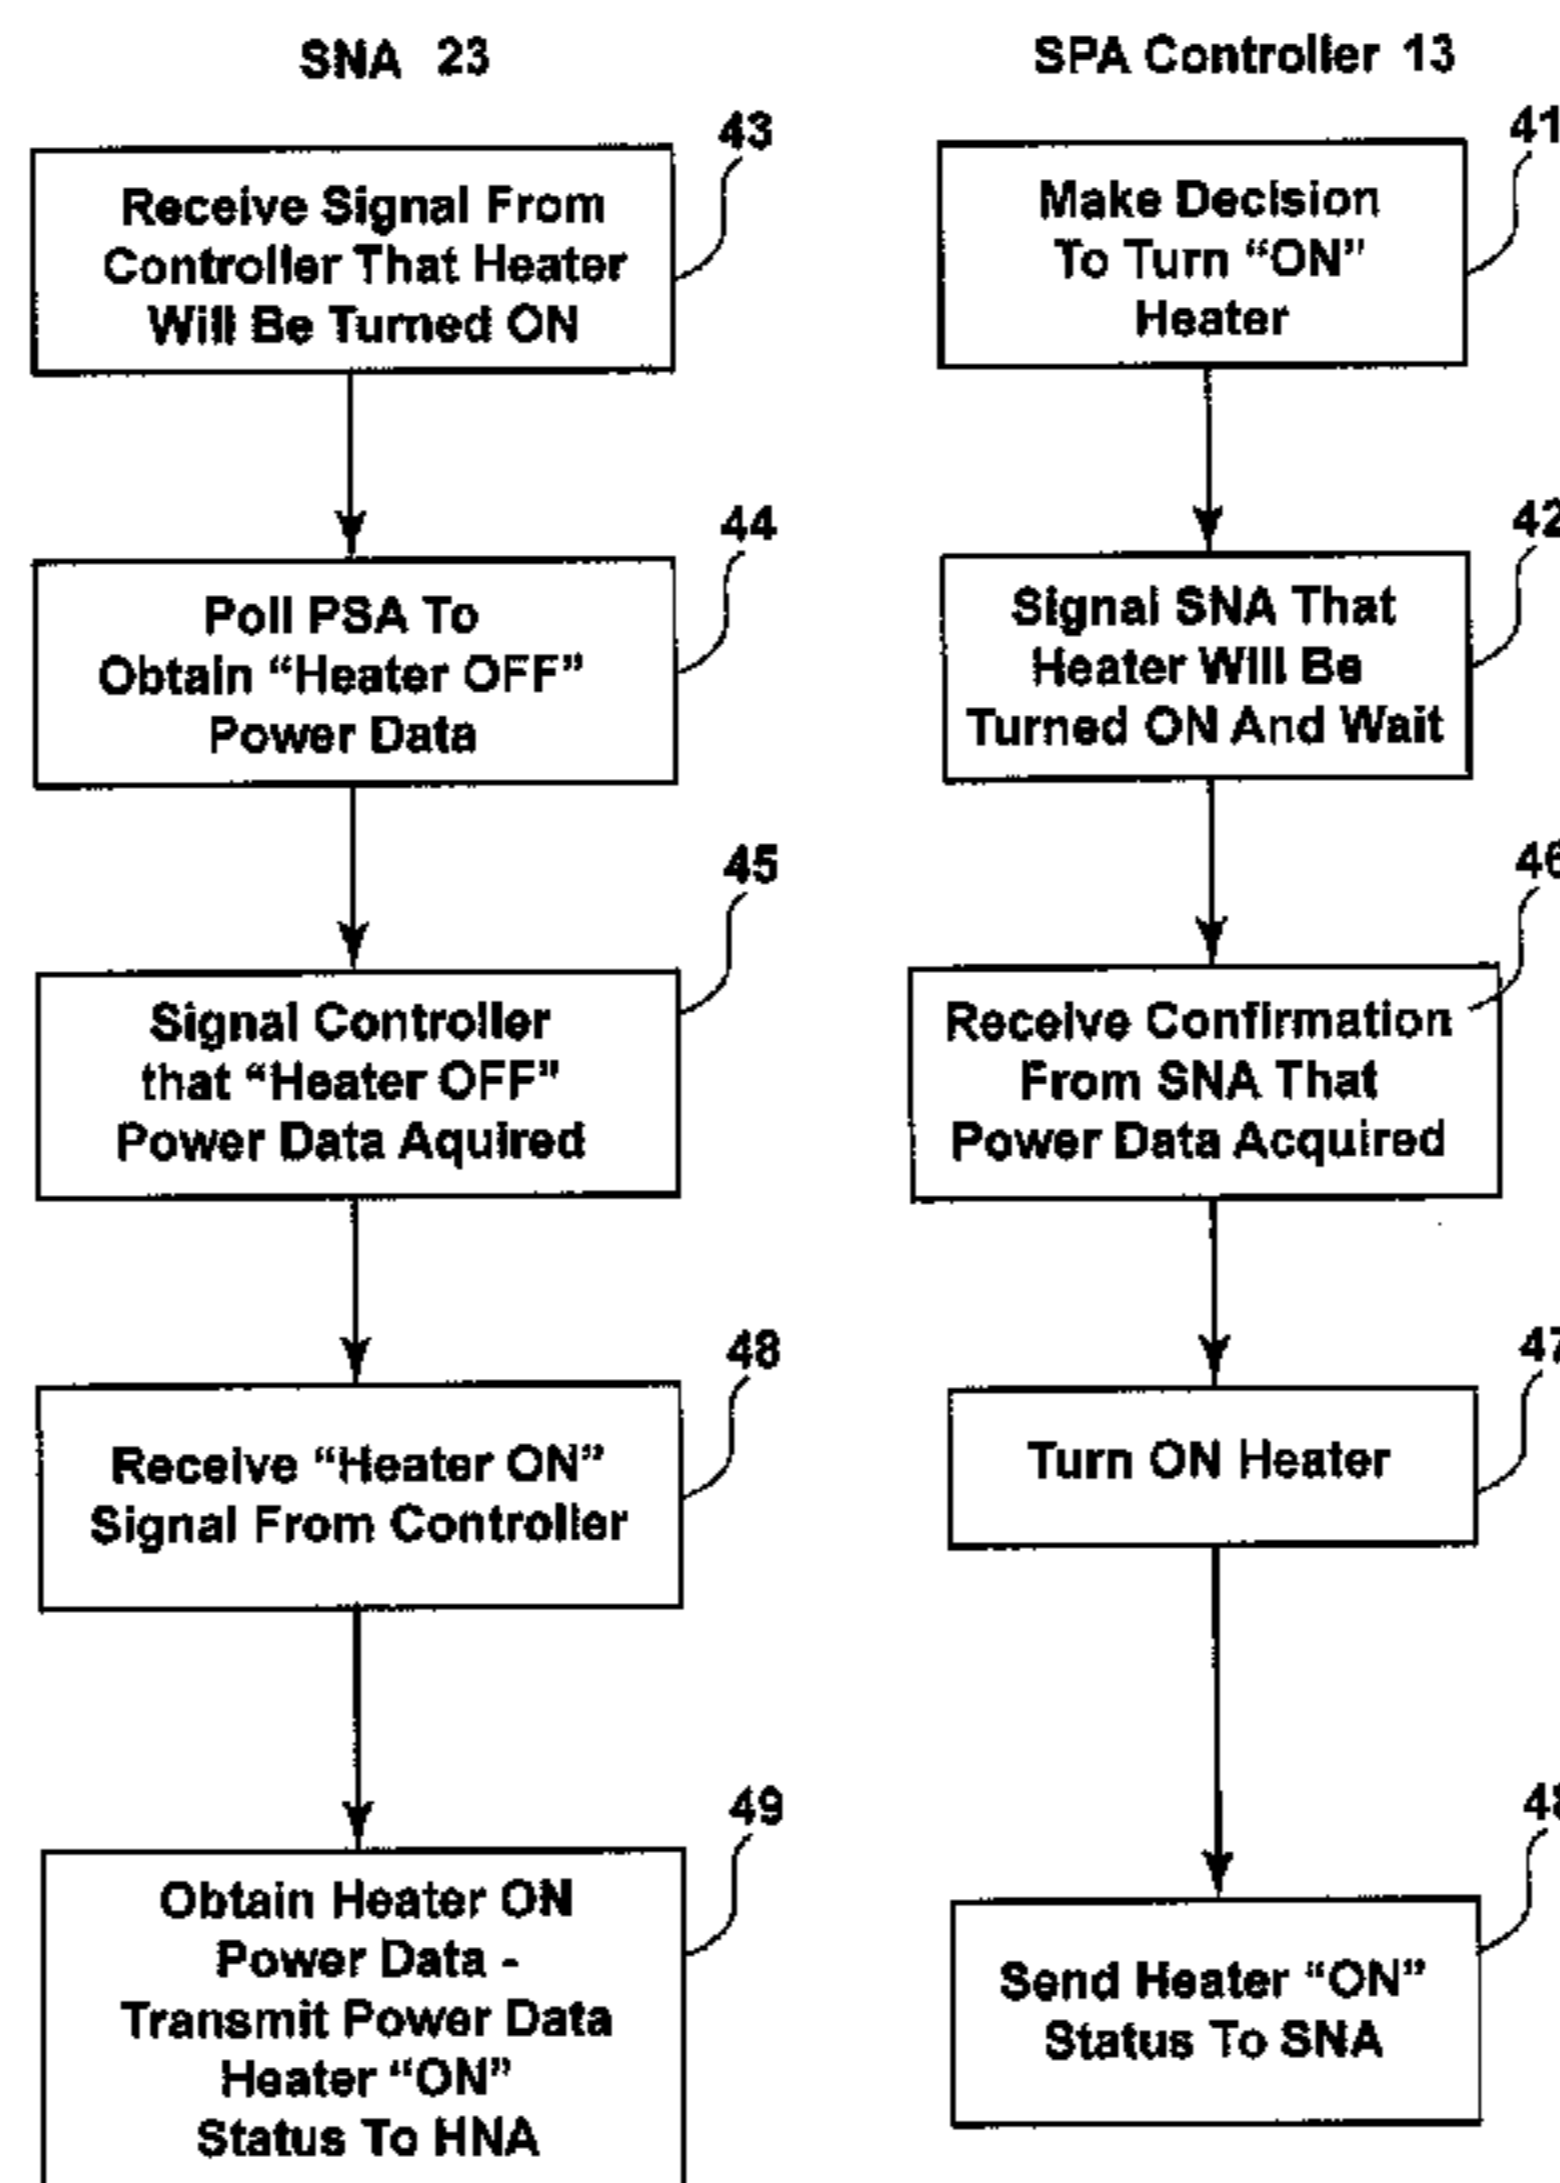 SNA 23
43
Receive Signal From
Controller That Heater
Will Be Turned ON
44
Poll PSA To
Obtain “Heater OFF”
Power Data
45
Signal Controller
that “Heater OFF”
Power Data Aquired
48
Receive “Heater ON”
Signal From Controller
49
Obtain Heater ON
Power Data -
Transmit Power Data
Heater “ON”
Status To HNA
SPA Controller 13
41
Make Decision
To Turn “ON”
Heater
42
Signal SNA That
Heater Will Be
Turned ON And Wait
46
Receive Confirmation
From SNA That
Power Data Acquired
47
Turn ON Heater
48
Send Heater “ON”
Status To SNA